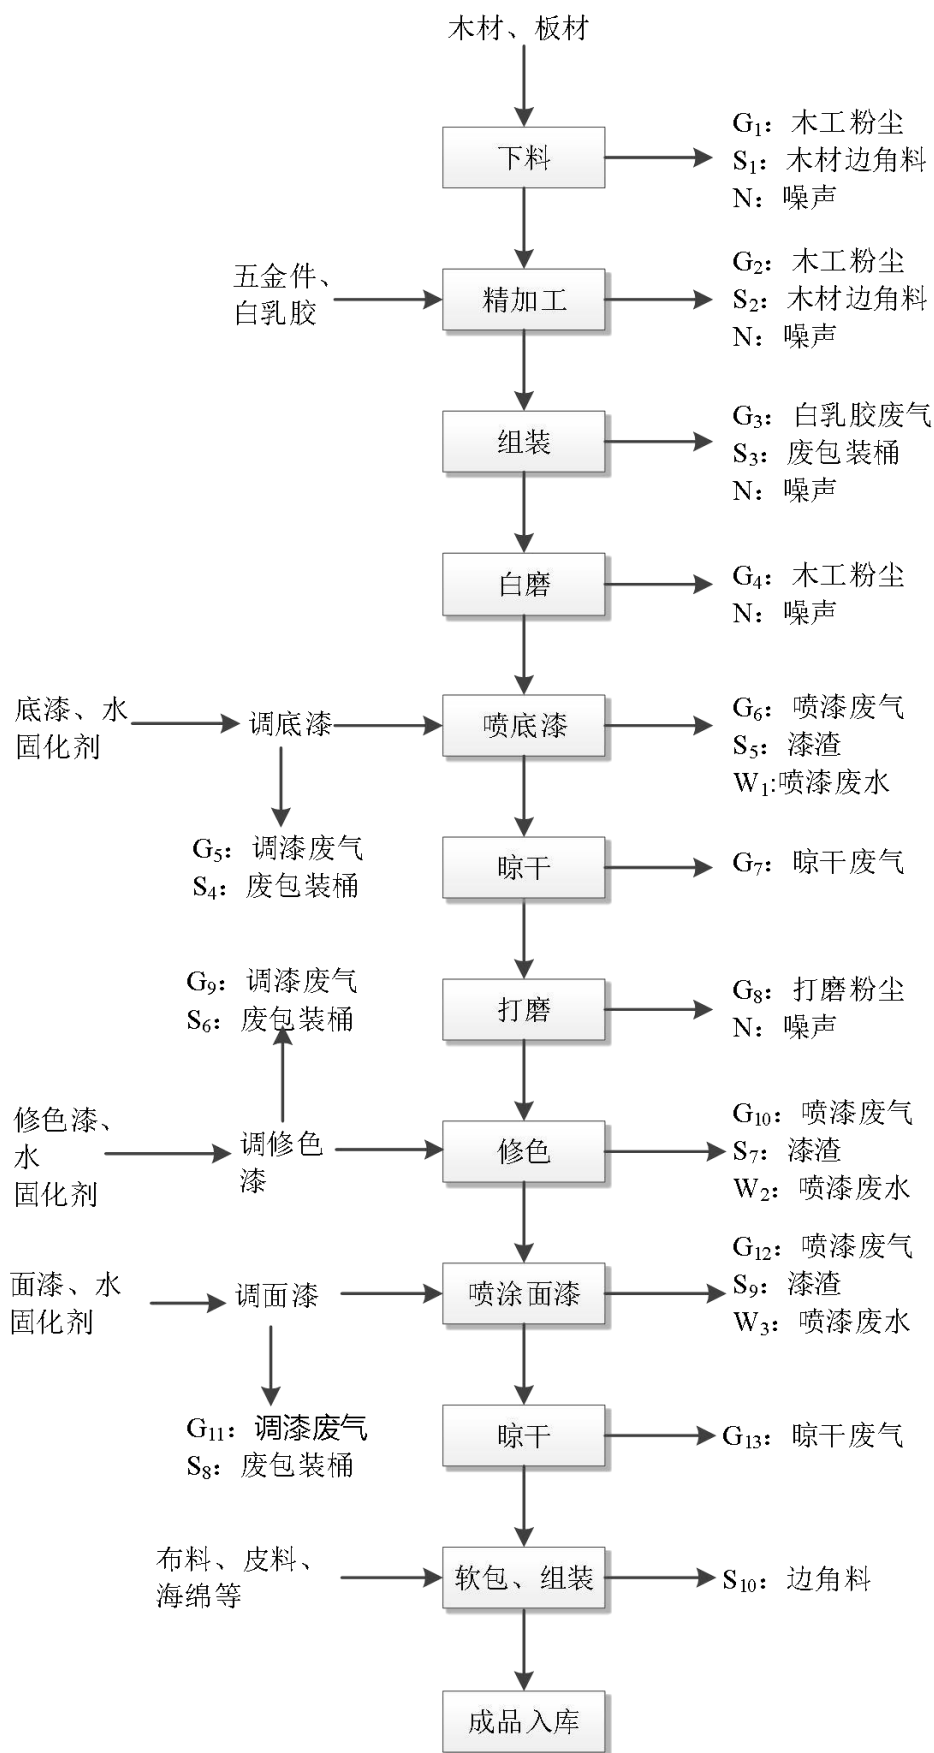 木材、板材
下料
G₁：木工粉尘
S₁：木材边角料
N：噪声
五金件、
白乳胶
精加工
G₂：木工粉尘
S₂：木材边角料
N：噪声
组装
G₃：白乳胶废气
S₃：废包装桶
N：噪声
白磨
G₄：木工粉尘
N：噪声
底漆、水
固化剂
调底漆
喷底漆
G₆：喷漆废气
S₅：漆渣
W₁:喷漆废水
G₅：调漆废气
S₄：废包装桶
晾干
G₇：晾干废气
G₉：调漆废气
S₆：废包装桶
打磨
G₈：打磨粉尘
N：噪声
修色漆、
水
固化剂
调修色
漆
修色
G₁₀：喷漆废气
S₇：漆渣
W₂：喷漆废水
面漆、水
固化剂
调面漆
喷涂面漆
G₁₂：喷漆废气
S₉：漆渣
W₃：喷漆废水
G₁₁：调漆废气
S₈：废包装桶
晾干
G₁₃：晾干废气
布料、皮料、
海绵等
软包、组装
S₁₀：边角料
成品入库